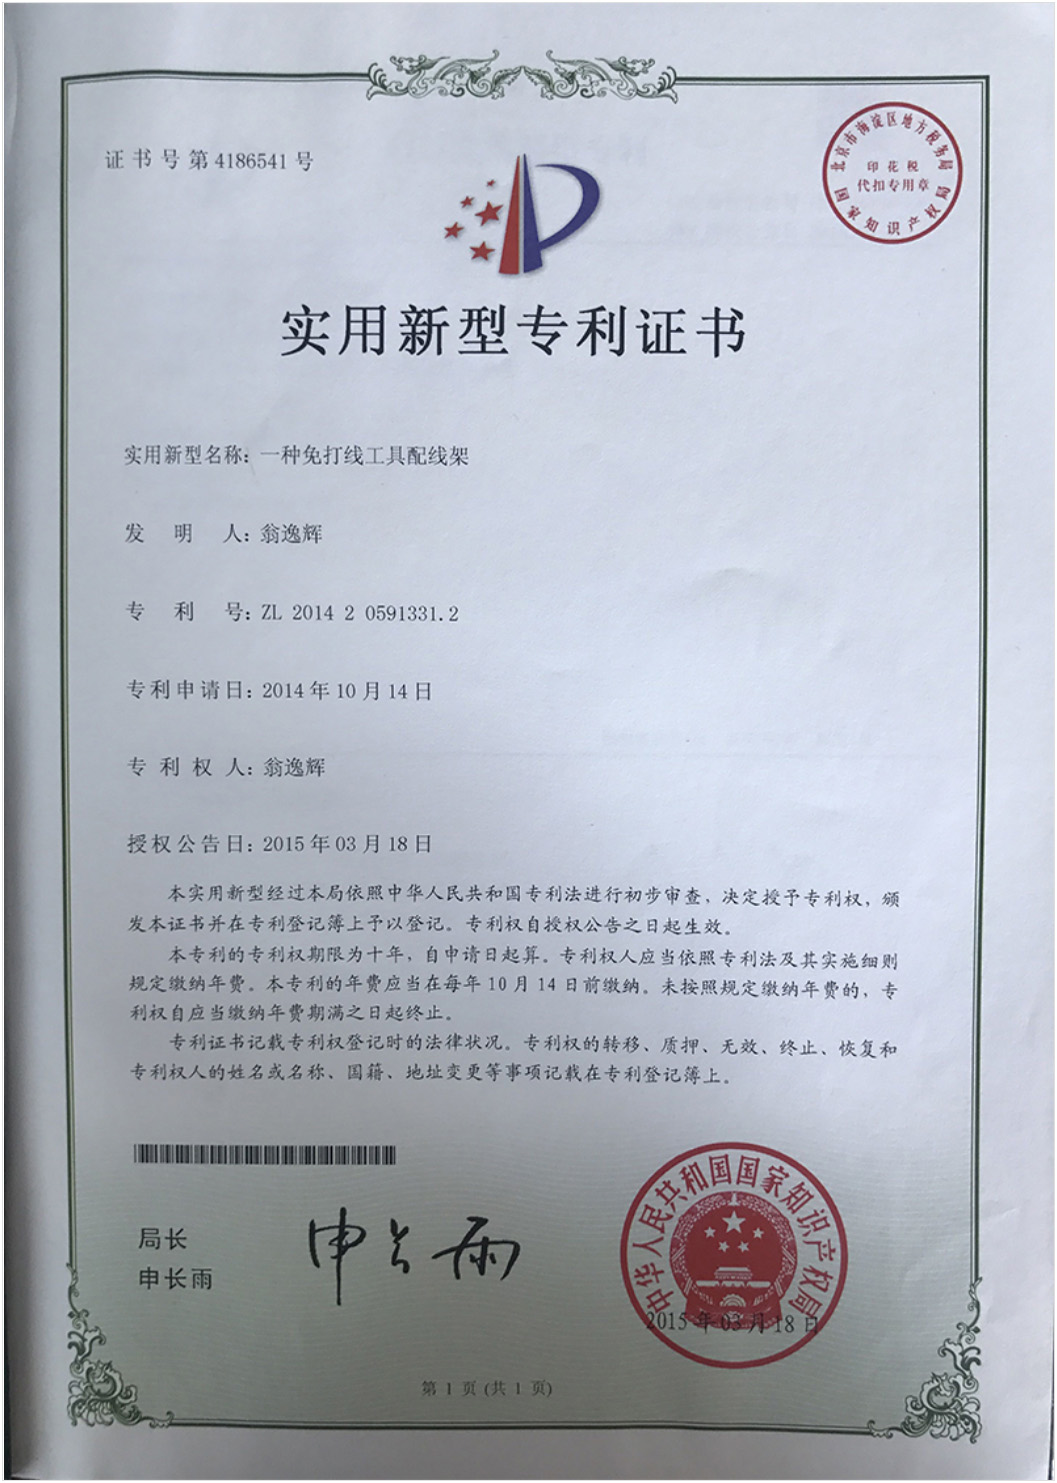 证书号第4186541号
北京市海淀区地方税务局
印花税
代扣专用章
国家知识产权局
实用新型专利证书
实用新型名称：一种免打线工具配线架
发明人：翁逸辉
专利号：ZL 2014 2 0591331.2
专利申请日：2014年10月14日
专利权人：翁逸辉
授权公告日：2015年03月18日
本实用新型经过本局依照中华人民共和国专利法进行初步审查，决定授予专利权，颁
发本证书并在专利登记簿上予以登记。专利权自授权公告之日起生效。
本专利的专利权期限为十年，自申请日起算。专利权人应当依照专利法及其实施细则
规定缴纳年费。本专利的年费应当在每年10月14日前缴纳。未按照规定缴纳年费的，专
利权自应当缴纳年费期满之日起终止。
专利证书记载专利权登记时的法律状况。专利权的转移、质押、无效、终止、恢复和
专利权人的姓名或名称、国籍、地址变更等事项记载在专利登记簿上。
局长
申长雨
申长雨
中华人民共和国国家知识产权局
2015年03月18日
第1页(共1页)